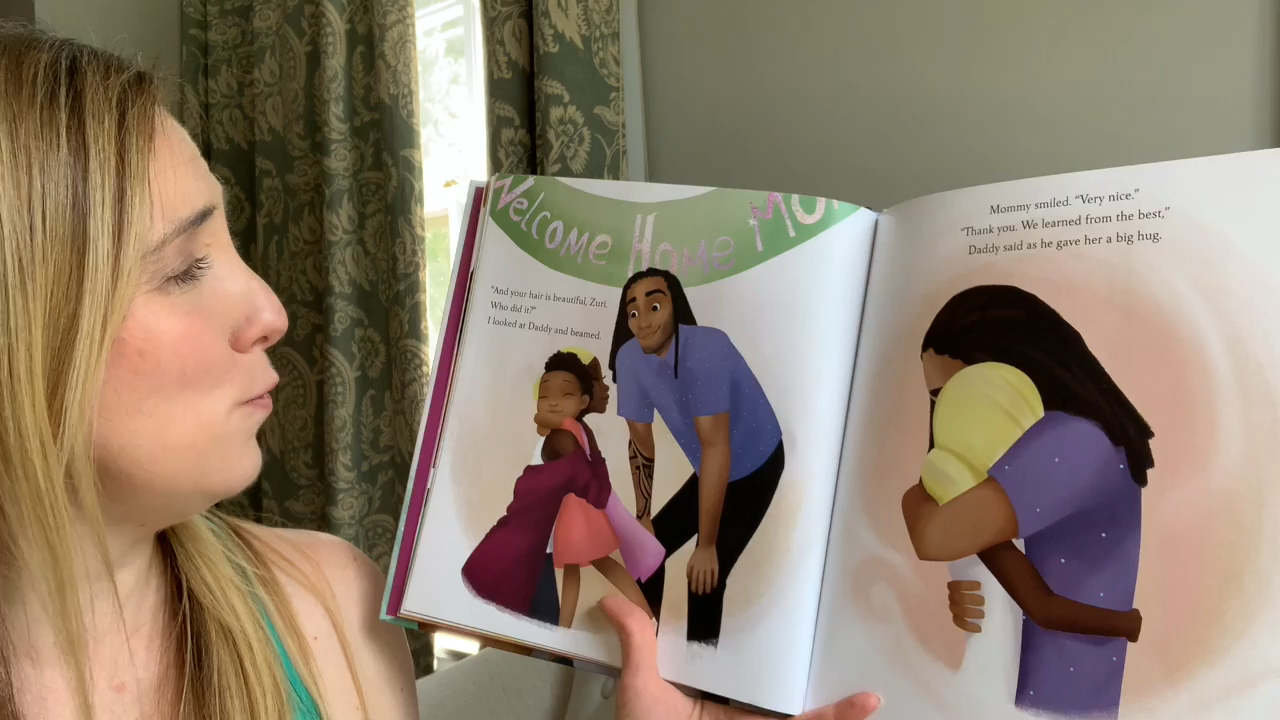 Welcome Home MO
"And your hair is beautiful, Zuri.
Who did it?"
I looked at Daddy and beamed.
Mommy smiled. "Very nice."
"Thank you. We learned from the best,"
Daddy said as he gave her a big hug.